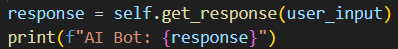 response = self.get_response(user_input)
print(f"AI Bot: {response}")